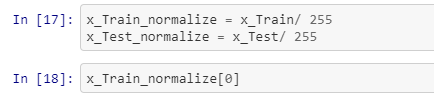 In [17]: x_Train_normalize = x_Train/ 255
x_Test_normalize = x_Test/ 255
In [18]: x_Train_normalize[0]